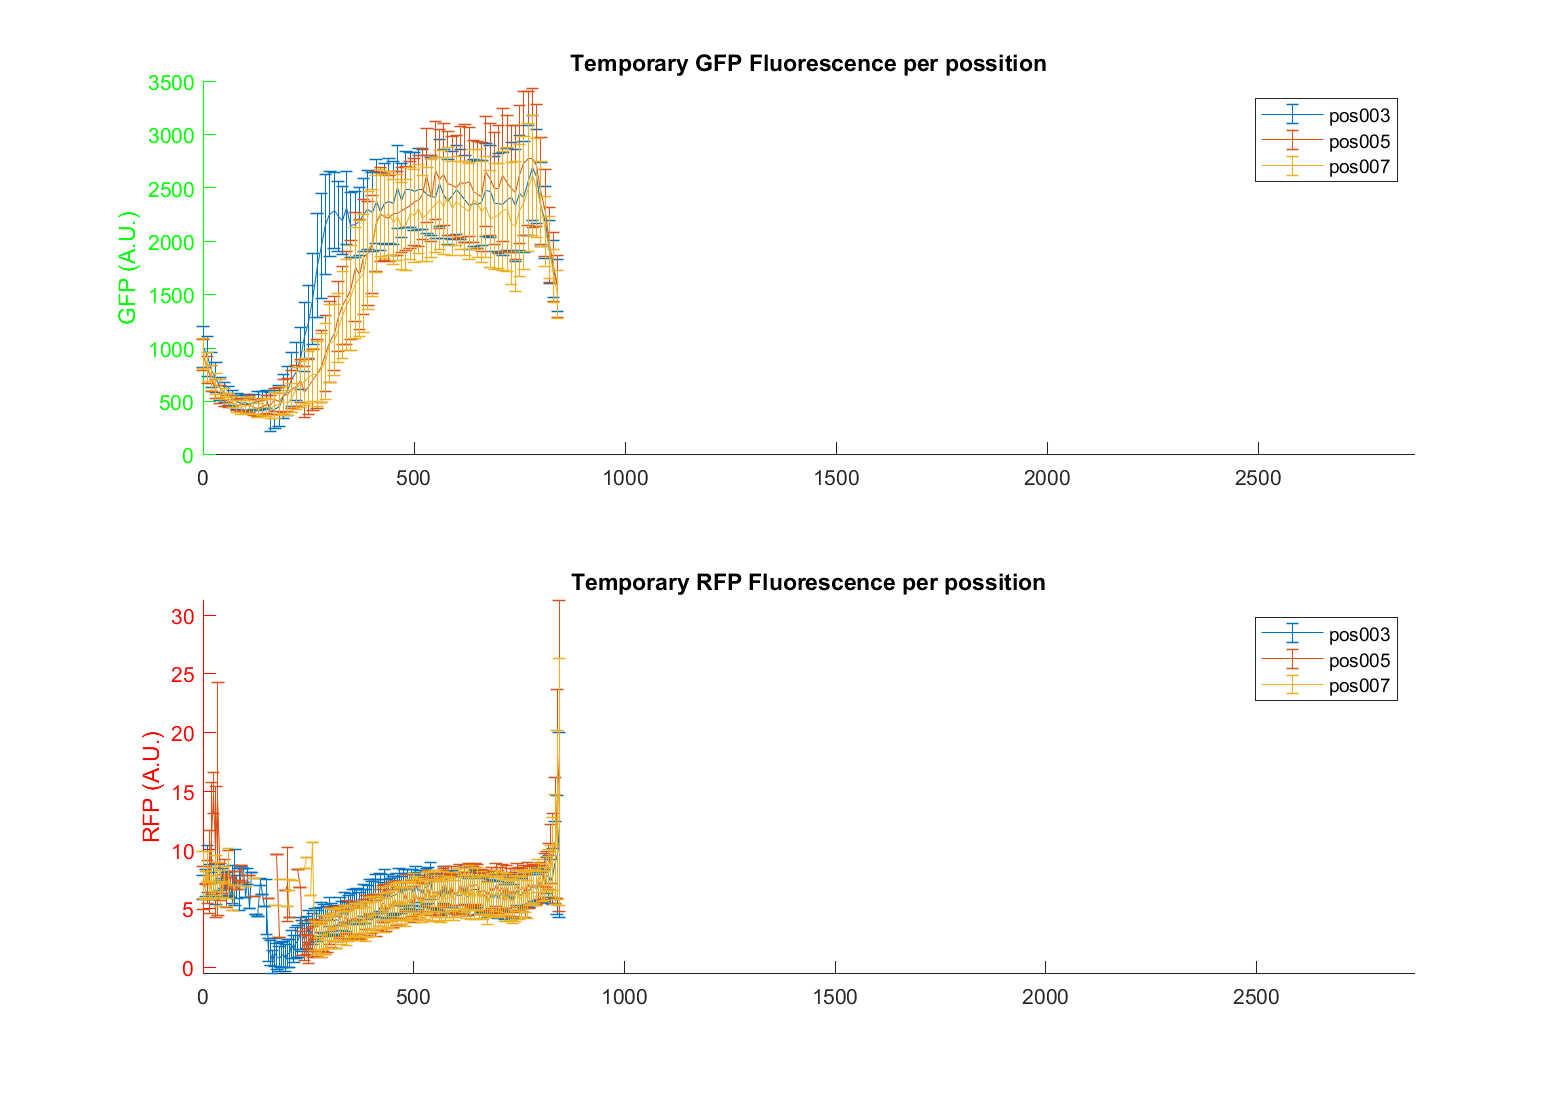 Temporary GFP Fluorescence per possition
GFP (A.U.)
3500
3000
2500
2000
1500
1000
500
0
0 500 1000 1500 2000 2500
pos003
pos005
pos007
Temporary RFP Fluorescence per possition
RFP (A.U.)
30
25
20
15
10
5
0
0 500 1000 1500 2000 2500
pos003
pos005
pos007